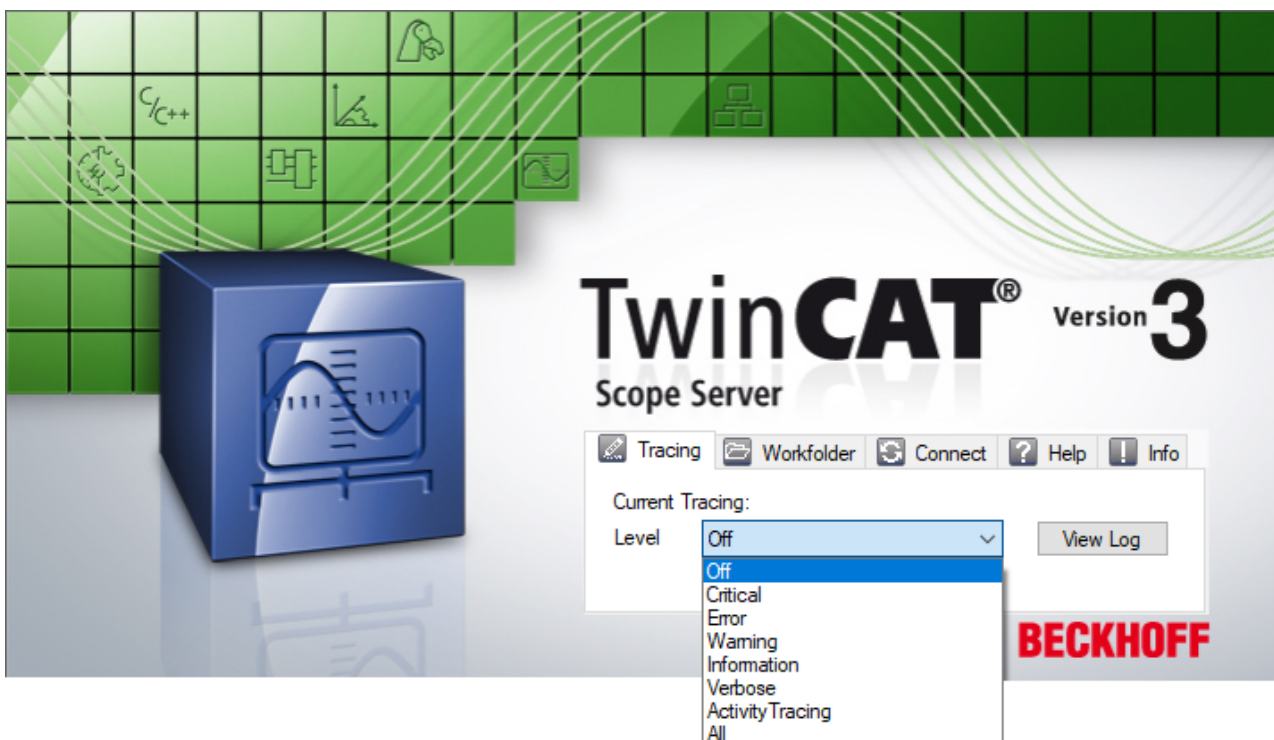 C/C++
TwinCAT® Version 3
Scope Server
Tracing Workfolder Connect ? Help ! Info
Current Tracing:
Level Off View Log
Off
Critical
Error
Warning
Information
Verbose
ActivityTracing
All
BECKHOFF